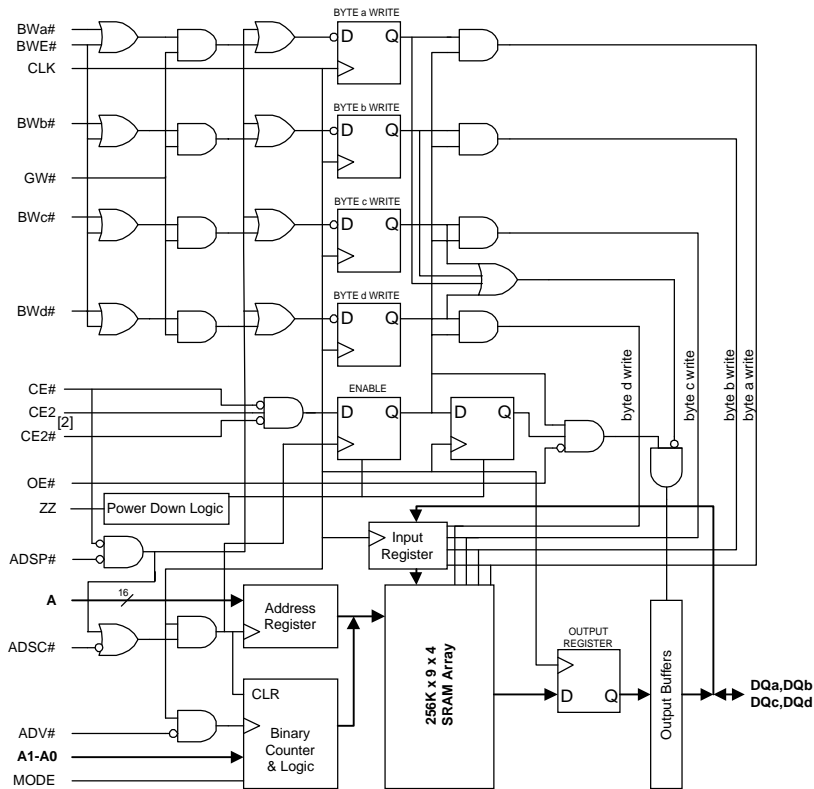 BYTE a WRITE
BWa#
BWE#
D Q
CLK
BYTE b WRITE
BWb#
D Q
GW#
BYTE c WRITE
BWc#
D Q
BYTE d WRITE
BWd#
D Q
byte d write
byte c write
byte b write
byte a write
CE#
ENABLE
CE2
D Q
D Q
[2]
CE2#
OE#
ZZ
Power Down Logic
Input
Register
ADSP#
A
16
Address
Register
ADSC#
OUTPUT
REGISTER
256K x 9 x 4
SRAM Array
D Q
Output Buffers
DQa,DQb
DQc,DQd
CLR
ADV#
Binary
Counter
& Logic
A1-A0
MODE